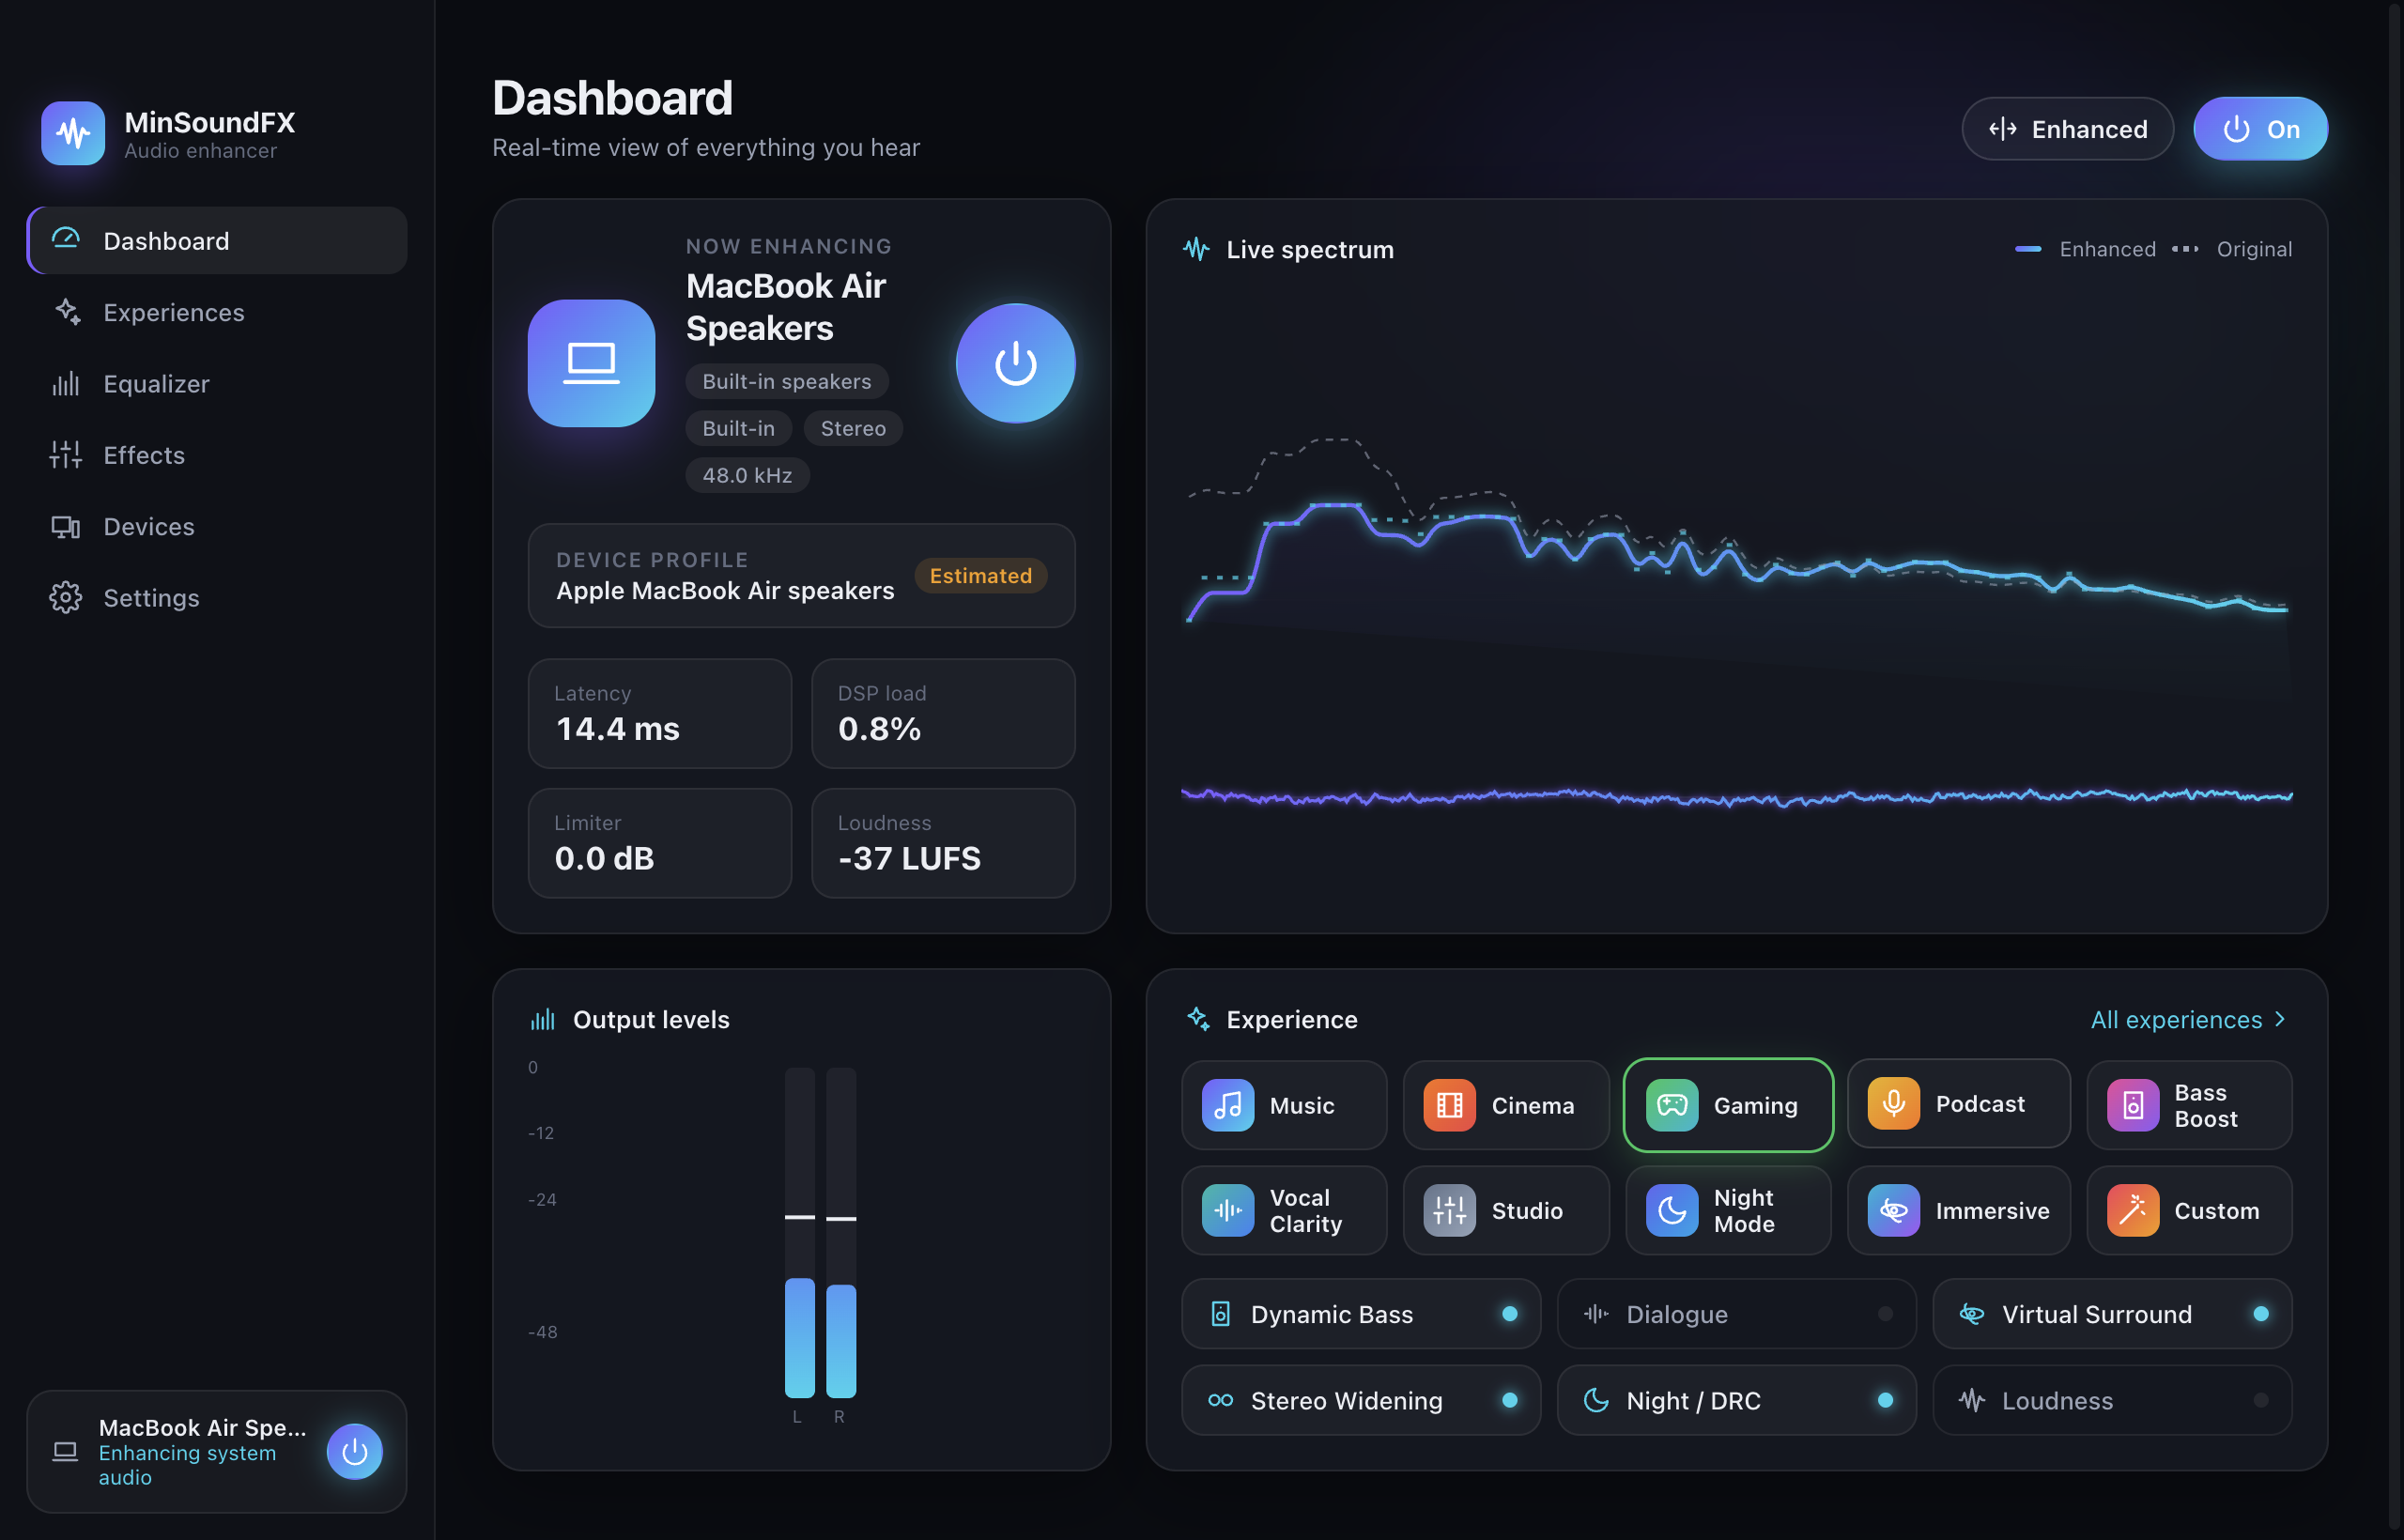 MinSoundFX
Audio enhancer
Dashboard
Experiences
Equalizer
Effects
Devices
Settings
MacBook Air Spe...
Enhancing system
audio
Dashboard
Real-time view of everything you hear
Enhanced
On
NOW ENHANCING
MacBook Air
Speakers
Built-in speakers
Built-in
Stereo
48.0 kHz
DEVICE PROFILE
Apple MacBook Air speakers
Estimated
Latency
14.4 ms
DSP load
0.8%
Limiter
0.0 dB
Loudness
-37 LUFS
Live spectrum
Enhanced
Original
Output levels
0
-12
-24
-48
L
R
Experience
All experiences
Music
Cinema
Gaming
Podcast
Bass
Boost
Vocal
Clarity
Studio
Night
Mode
Immersive
Custom
Dynamic Bass
Dialogue
Virtual Surround
Stereo Widening
Night / DRC
Loudness